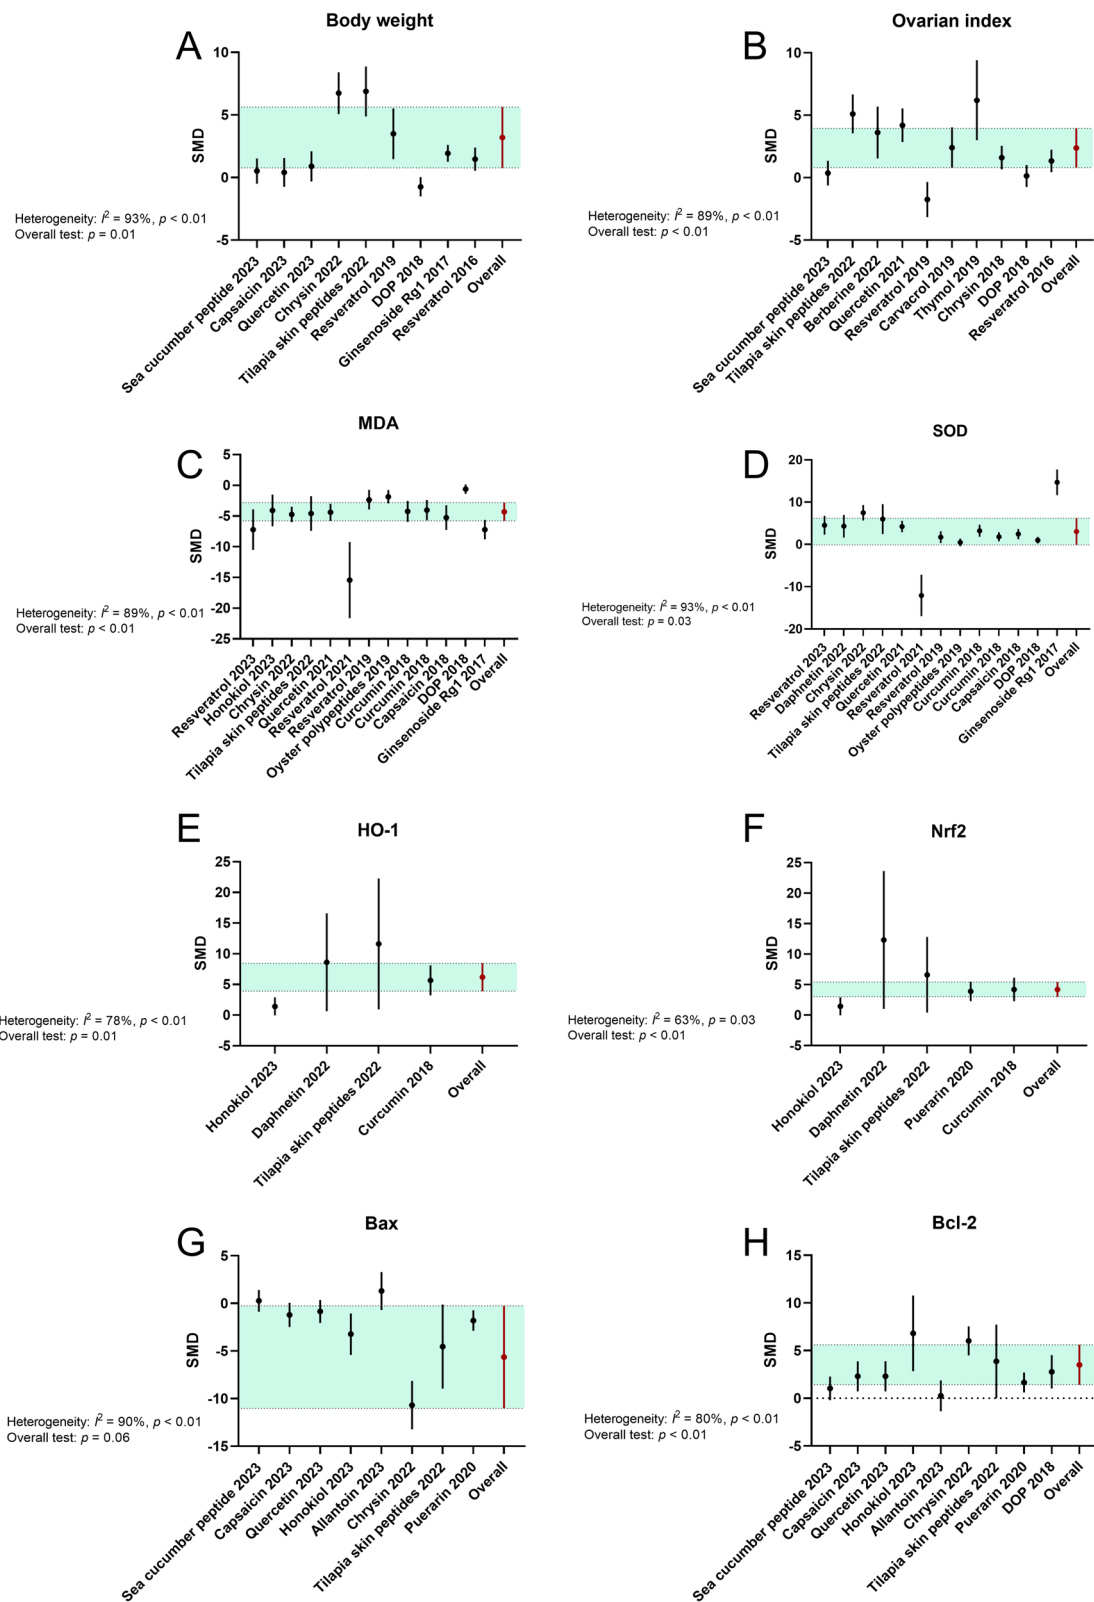 A
Body weight
SMD
10
5
0
-5
Heterogeneity: I² = 93%, p < 0.01
Overall test: p = 0.01
Sea cucumber peptide 2023
Capsaicin 2023
Quercetin 2023
Chrysin 2022
Tilapia skin peptides 2022
Resveratrol 2019
DOP 2018
Ginsenoside Rg1 2017
Resveratrol 2016
Overall
B
Ovarian index
SMD
10
5
0
-5
Heterogeneity: I² = 89%, p < 0.01
Overall test: p < 0.01
Sea cucumber peptide 2023
Tilapia skin peptides 2022
Berberine 2022
Quercetin 2021
Resveratrol 2019
Carvacrol 2019
Thymol 2019
Chrysin 2018
DOP 2018
Resveratrol 2016
Overall
C
MDA
SMD
5
0
-5
-10
-15
-20
-25
Heterogeneity: I² = 89%, p < 0.01
Overall test: p < 0.01
Resveratrol 2023
Honokiol 2023
Chrysin 2022
Tilapia skin peptides 2022
Quercetin 2021
Resveratrol 2021
Resveratrol 2019
Oyster polypeptides 2019
Curcumin 2018
Curcumin 2018
Capsaicin 2018
DOP 2018
Ginsenoside Rg1 2017
Overall
D
SOD
SMD
20
10
0
-10
-20
Heterogeneity: I² = 93%, p < 0.01
Overall test: p = 0.03
Resveratrol 2023
Daphnetin 2022
Chrysin 2022
Tilapia skin peptides 2022
Quercetin 2021
Resveratrol 2021
Resveratrol 2019
Oyster polypeptides 2019
Curcumin 2018
Curcumin 2018
Capsaicin 2018
DOP 2018
Ginsenoside Rg1 2017
Overall
E
HO-1
SMD
25
20
15
10
5
0
-5
Heterogeneity: I² = 78%, p < 0.01
Overall test: p = 0.01
Honokiol 2023
Daphnetin 2022
Tilapia skin peptides 2022
Curcumin 2018
Overall
F
Nrf2
SMD
25
20
15
10
5
0
-5
Heterogeneity: I² = 63%, p = 0.03
Overall test: p < 0.01
Honokiol 2023
Daphnetin 2022
Tilapia skin peptides 2022
Puerarin 2020
Curcumin 2018
Overall
G
Bax
SMD
5
0
-5
-10
-15
Heterogeneity: I² = 90%, p < 0.01
Overall test: p = 0.06
Sea cucumber peptide 2023
Capsaicin 2023
Quercetin 2023
Honokiol 2023
Allantoin 2023
Chrysin 2022
Tilapia skin peptides 2022
Puerarin 2020
Overall
H
Bcl-2
SMD
15
10
5
0
-5
Heterogeneity: I² = 80%, p < 0.01
Overall test: p < 0.01
Sea cucumber peptide 2023
Capsaicin 2023
Quercetin 2023
Honokiol 2023
Allantoin 2023
Chrysin 2022
Tilapia skin peptides 2022
Puerarin 2020
DOP 2018
Overall